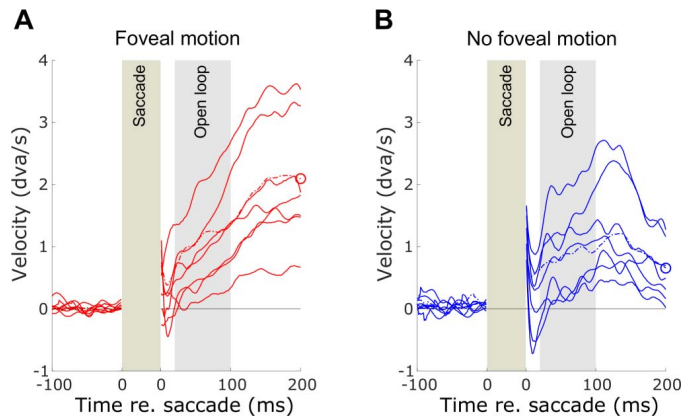 A
Foveal motion
4
3
2
1
0
-1
Velocity (dva/s)
Saccade
Open loop
-100
0
0
100
200
Time re. saccade (ms)
B
No foveal motion
4
3
2
1
0
-1
Velocity (dva/s)
Saccade
Open loop
-100
0
0
100
200
Time re. saccade (ms)